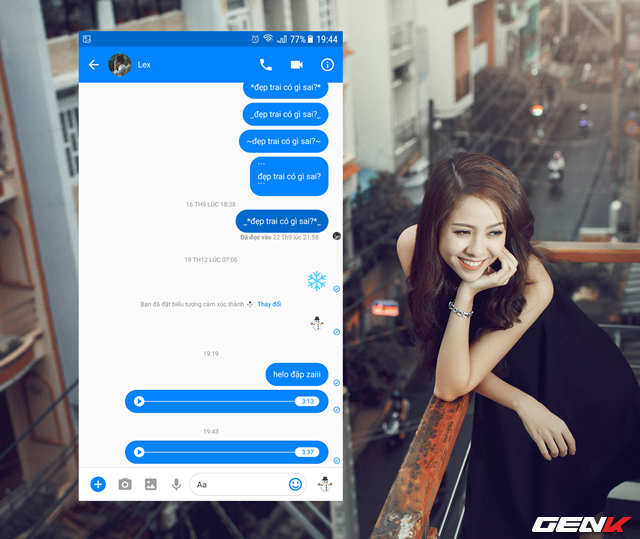 77% 19:44
Lex
*đẹp trai có gì sai?*
_đẹp trai có gì sai?_
~đẹp trai có gì sai?~
```
đẹp trai có gì sai?
```
16 TH9 LÚC 18:38
_*đẹp trai có gì sai?*_
Đã đọc vào 22 Th9 lúc 21:58
19 TH12 LÚC 07:06
Bạn đã đặt biểu tượng cảm xúc thành ⛄. Thay đổi
19:19
helo đập zaiii
3:13
19:43
3:37
Aa
GENK